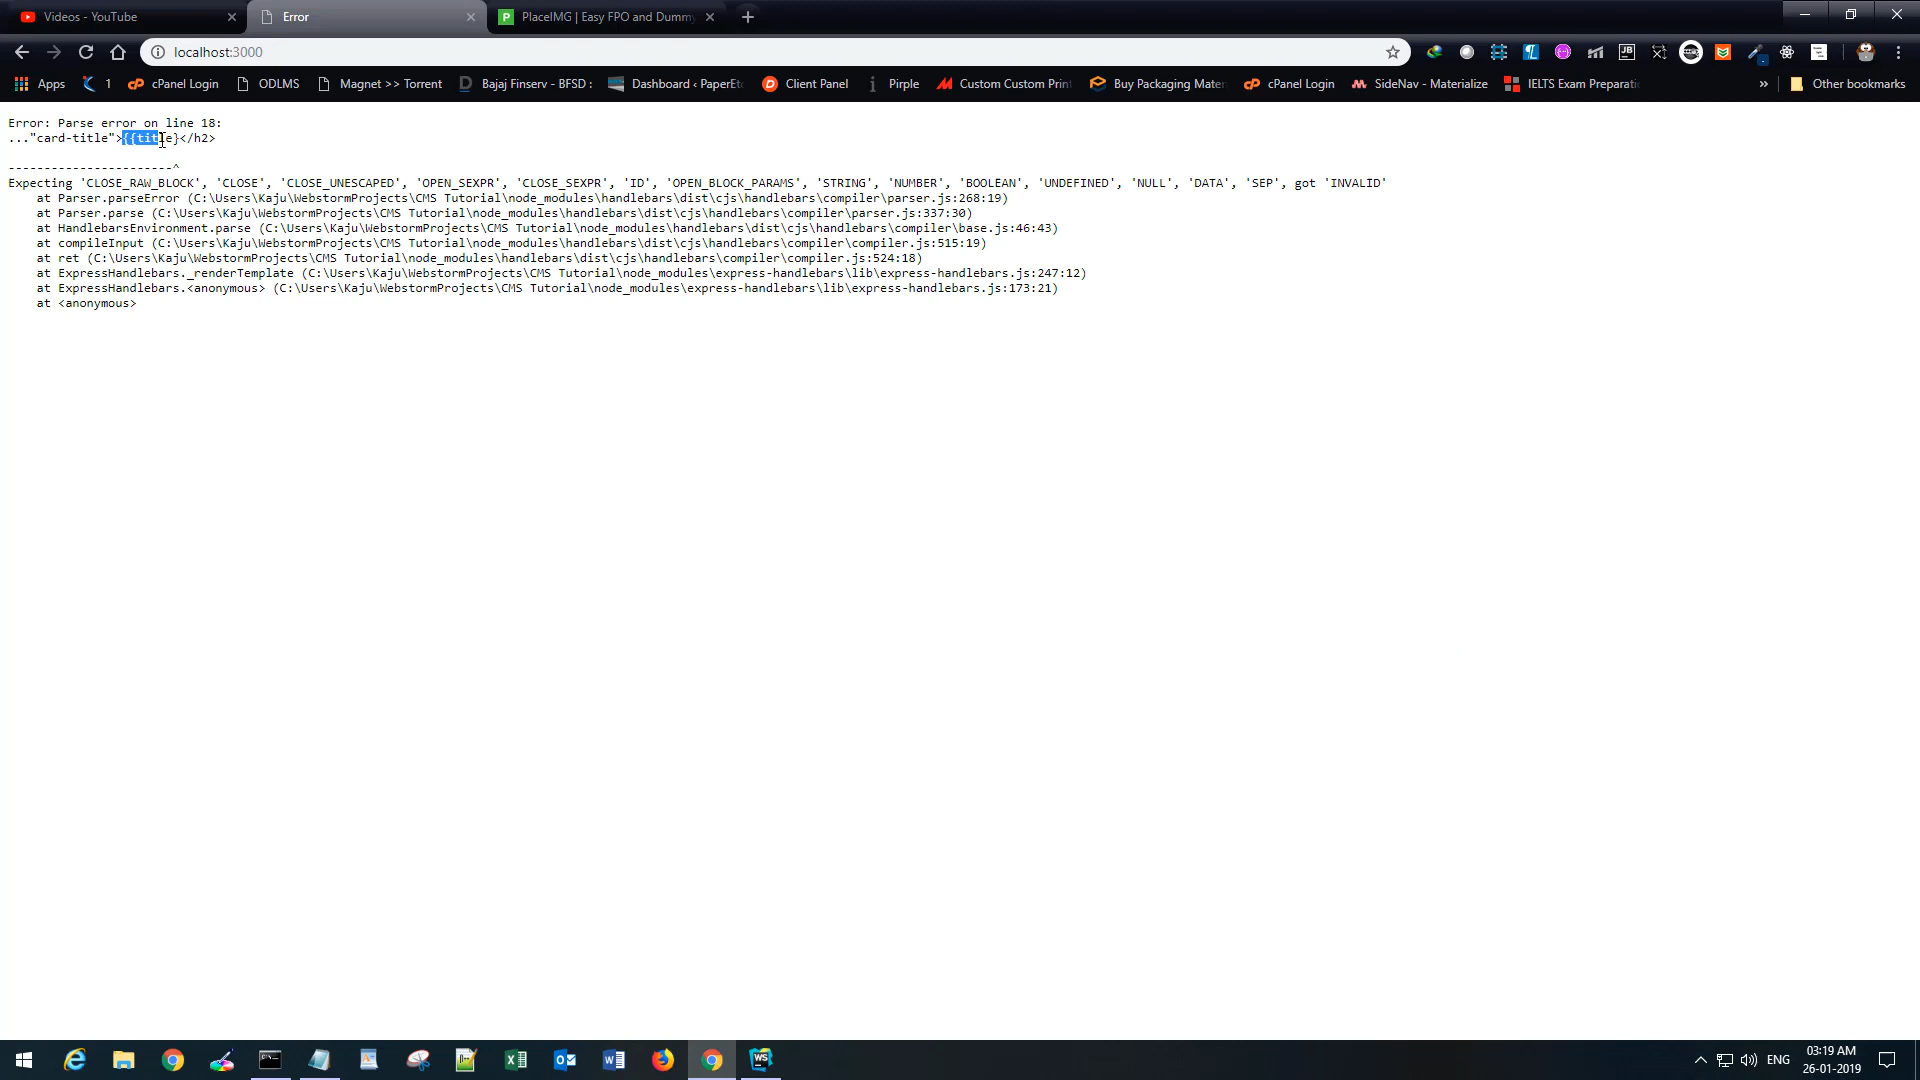 Videos - YouTube
Error
PlaceIMG | Easy FPO and Dummy
localhost:3000
Apps
1
cPanel Login
ODLMS
Magnet >> Torrent
Bajaj Finserv - BFSD :
Dashboard ‹ PaperEtc
Client Panel
Pirple
Custom Custom Print
Buy Packaging Mater
cPanel Login
SideNav - Materialize
IELTS Exam Preparati
»
Other bookmarks
Error: Parse error on line 18:
..."card-title">{{title}</h2>
-----------------------^
Expecting 'CLOSE_RAW_BLOCK', 'CLOSE', 'CLOSE_UNESCAPED', 'OPEN_SEXPR', 'CLOSE_SEXPR', 'ID', 'OPEN_BLOCK_PARAMS', 'STRING', 'NUMBER', 'BOOLEAN', 'UNDEFINED', 'NULL', 'DATA', 'SEP', got 'INVALID'
at Parser.parseError (C:\Users\Kaju\WebstormProjects\CMS Tutorial\node_modules\handlebars\dist\cjs\handlebars\compiler\parser.js:268:19)
at Parser.parse (C:\Users\Kaju\WebstormProjects\CMS Tutorial\node_modules\handlebars\dist\cjs\handlebars\compiler\parser.js:337:30)
at HandlebarsEnvironment.parse (C:\Users\Kaju\WebstormProjects\CMS Tutorial\node_modules\handlebars\dist\cjs\handlebars\compiler\base.js:46:43)
at compileInput (C:\Users\Kaju\WebstormProjects\CMS Tutorial\node_modules\handlebars\dist\cjs\handlebars\compiler\compiler.js:515:19)
at ret (C:\Users\Kaju\WebstormProjects\CMS Tutorial\node_modules\handlebars\dist\cjs\handlebars\compiler\compiler.js:524:18)
at ExpressHandlebars._renderTemplate (C:\Users\Kaju\WebstormProjects\CMS Tutorial\node_modules\express-handlebars\lib\express-handlebars.js:247:12)
at ExpressHandlebars.<anonymous> (C:\Users\Kaju\WebstormProjects\CMS Tutorial\node_modules\express-handlebars\lib\express-handlebars.js:173:21)
at <anonymous>
ENG
03:19 AM
26-01-2019